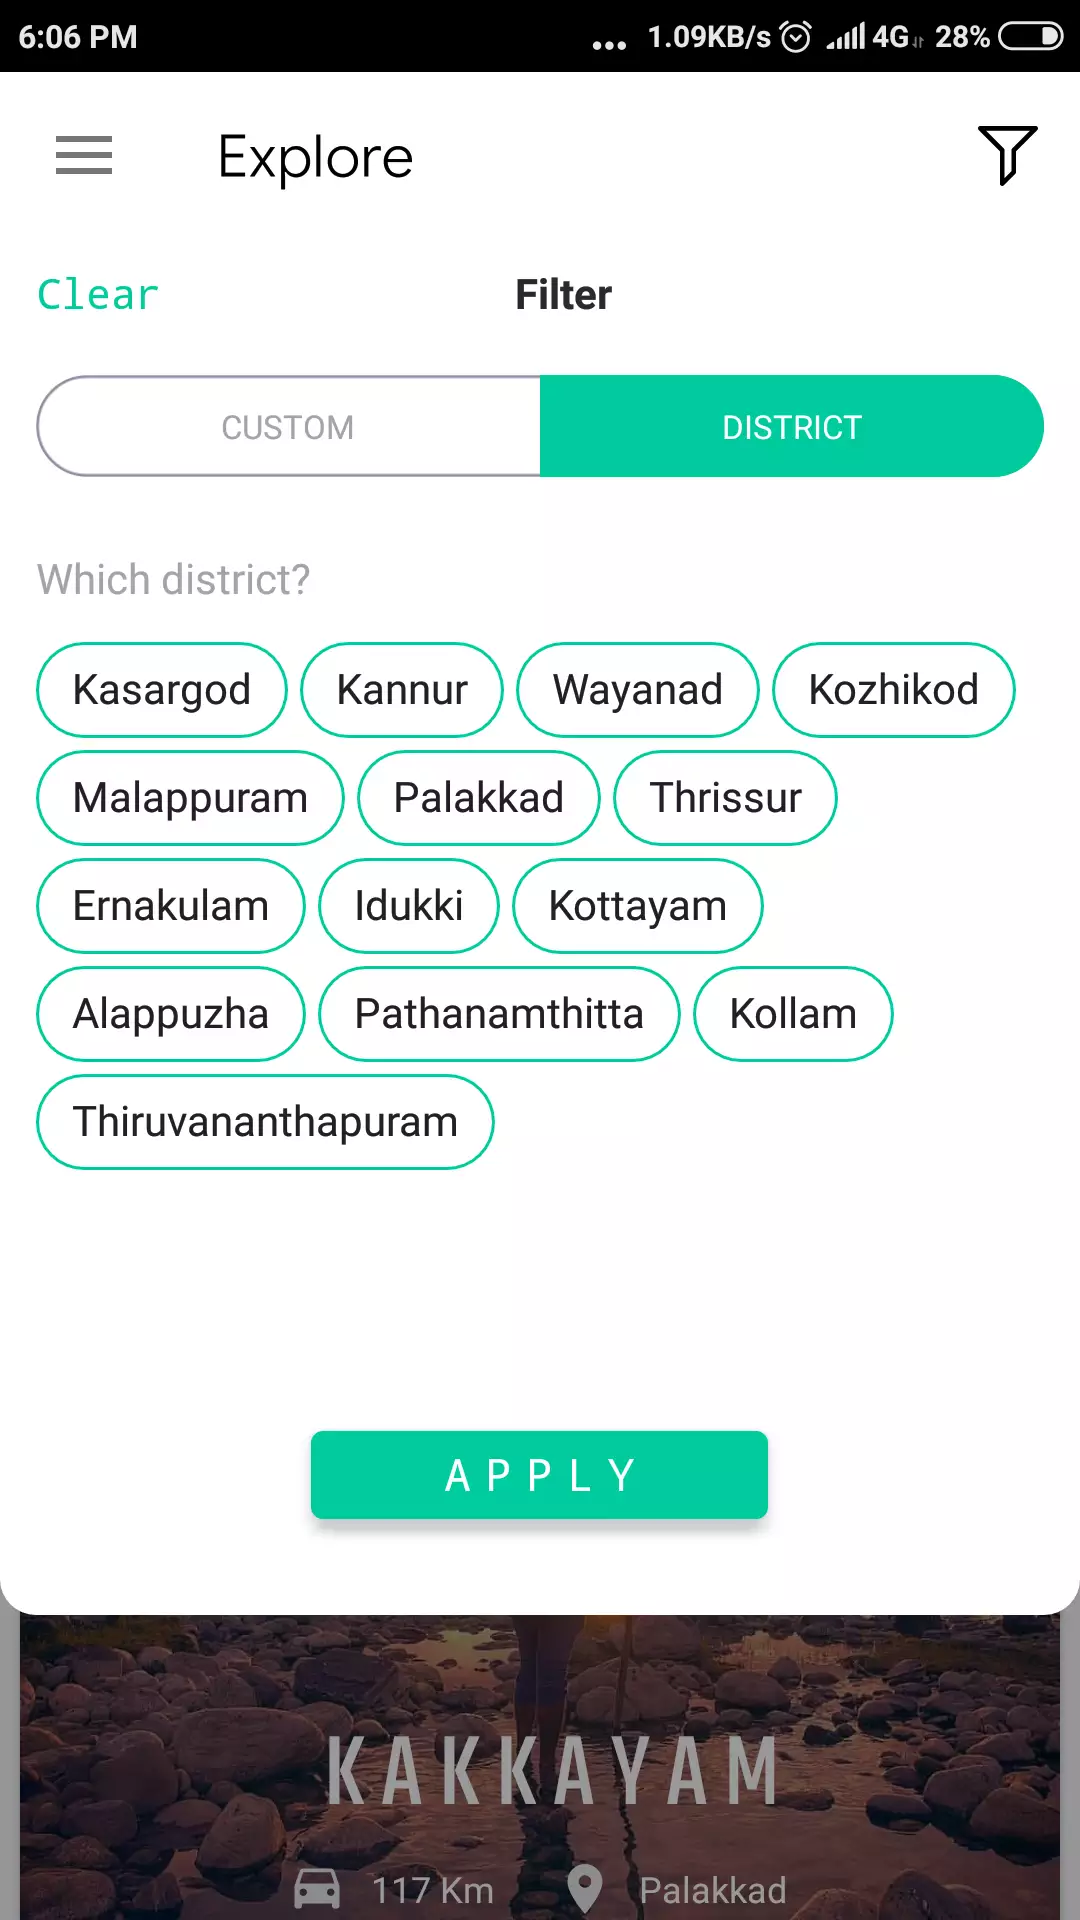 6:06 PM ... 1.09KB/s 4G 28%
Explore
Clear Filter
CUSTOM DISTRICT
Which district?
Kasargod Kannur Wayanad Kozhikod
Malappuram Palakkad Thrissur
Ernakulam Idukki Kottayam
Alappuzha Pathanamthitta Kollam
Thiruvananthapuram
APPLY
KAKKAYAM
117 Km Palakkad